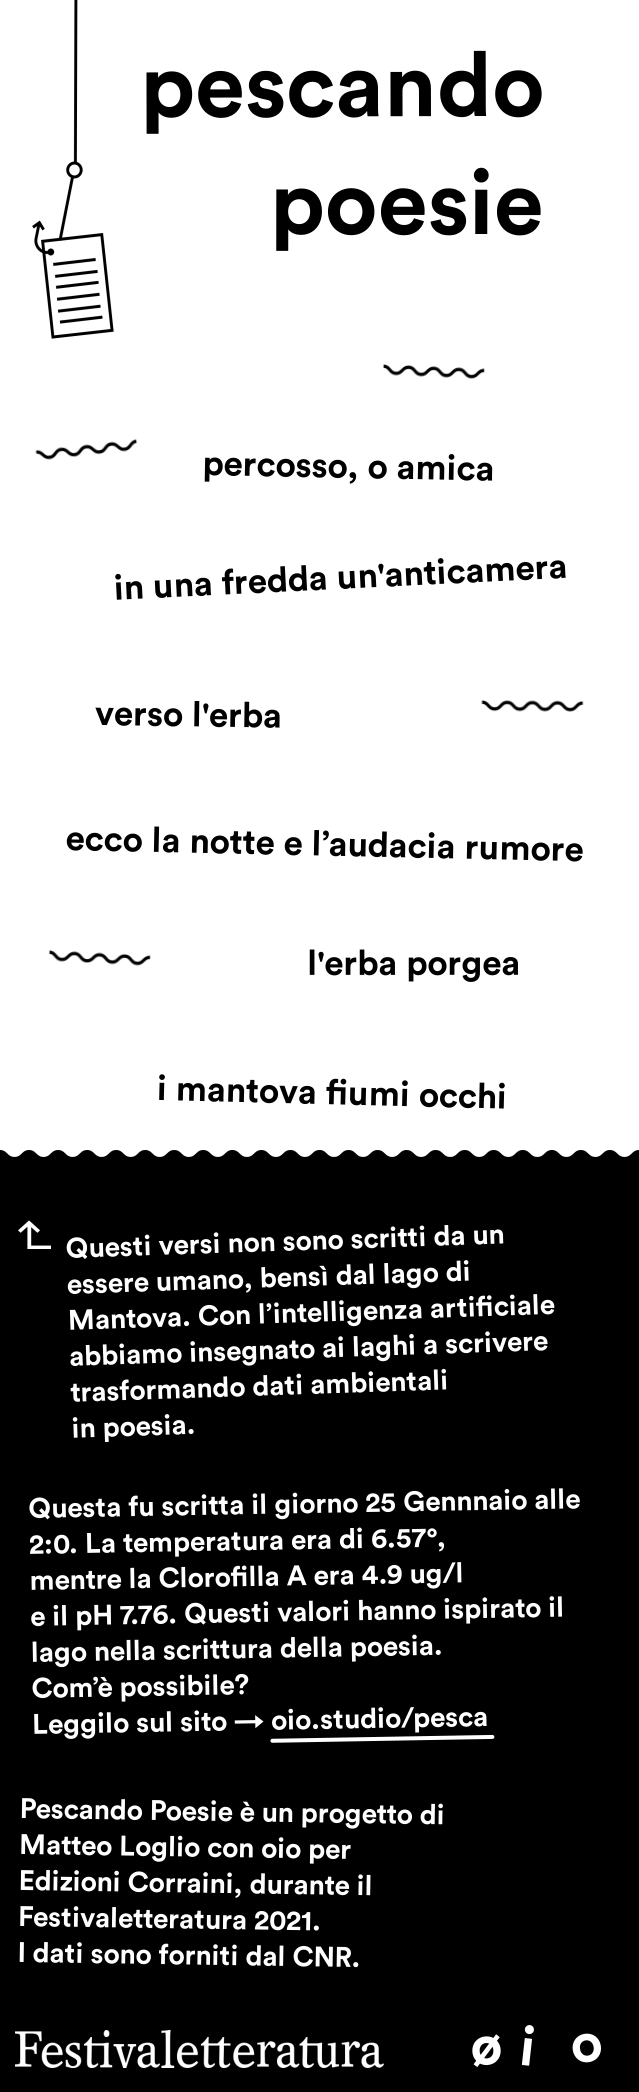 pescando
poesie
percosso, o amica
in una fredda un'anticamera
verso l'erba
ecco la notte e l’audacia rumore
l'erba porgea
i mantova fiumi occhi
Questi versi non sono scritti da un
essere umano, bensì dal lago di
Mantova. Con l’intelligenza artificiale
abbiamo insegnato ai laghi a scrivere
trasformando dati ambientali
in poesia.
Questa fu scritta il giorno 25 Gennnaio alle
2:0. La temperatura era di 6.57°,
mentre la Clorofilla A era 4.9 ug/l
e il pH 7.76. Questi valori hanno ispirato il
lago nella scrittura della poesia.
Com’è possibile?
Leggilo sul sito → oio.studio/pesca
Pescando Poesie è un progetto di
Matteo Loglio con oio per
Edizioni Corraini, durante il
Festivaletteratura 2021.
I dati sono forniti dal CNR.
Festivaletteratura ø i o